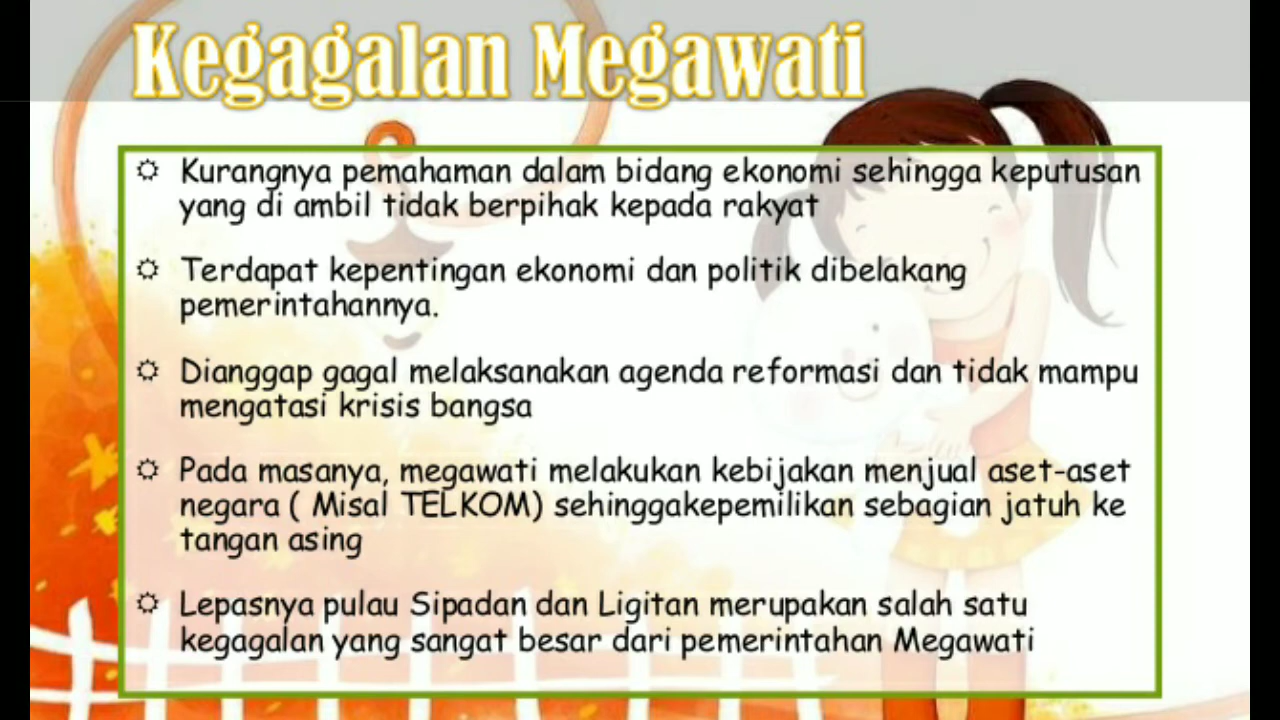 Kegagalan Megawati
Kurangnya pemahaman dalam bidang ekonomi sehingga keputusan
yang di ambil tidak berpihak kepada rakyat
Terdapat kepentingan ekonomi dan politik dibelakang
pemerintahannya.
Dianggap gagal melaksanakan agenda reformasi dan tidak mampu
mengatasi krisis bangsa
Pada masanya, megawati melakukan kebijakan menjual aset-aset
negara ( Misal TELKOM) sehinggakepemilikan sebagian jatuh ke
tangan asing
Lepasnya pulau Sipadan dan Ligitan merupakan salah satu
kegagalan yang sangat besar dari pemerintahan Megawati